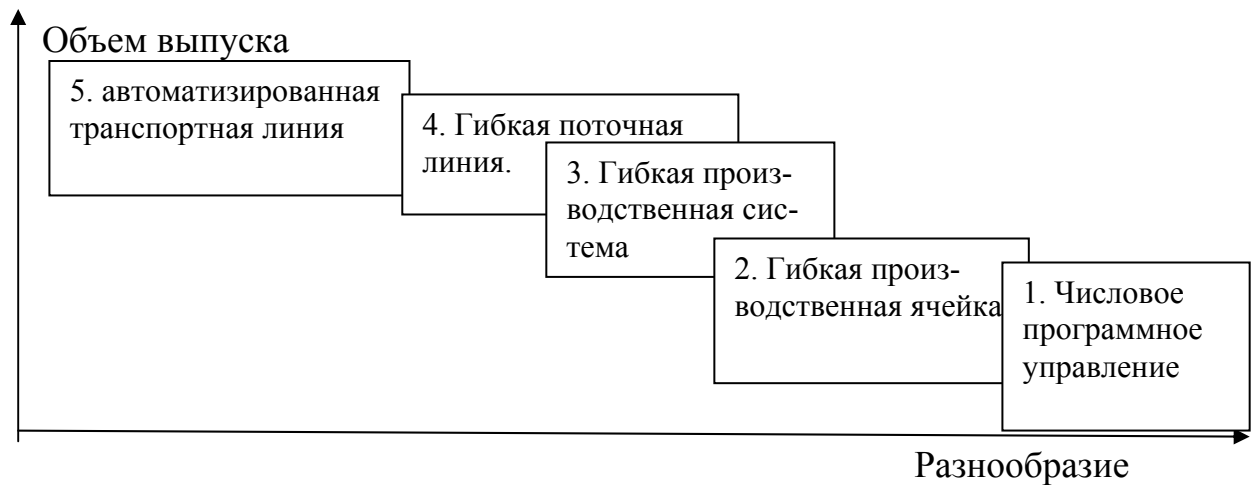 Объем выпуска
5. автоматизированная
транспортная линия
4. Гибкая поточная
линия.
3. Гибкая произ-
водственная сис-
тема
2. Гибкая произ-
водственная ячейка
1. Числовое
программное
управление
Разнообразие